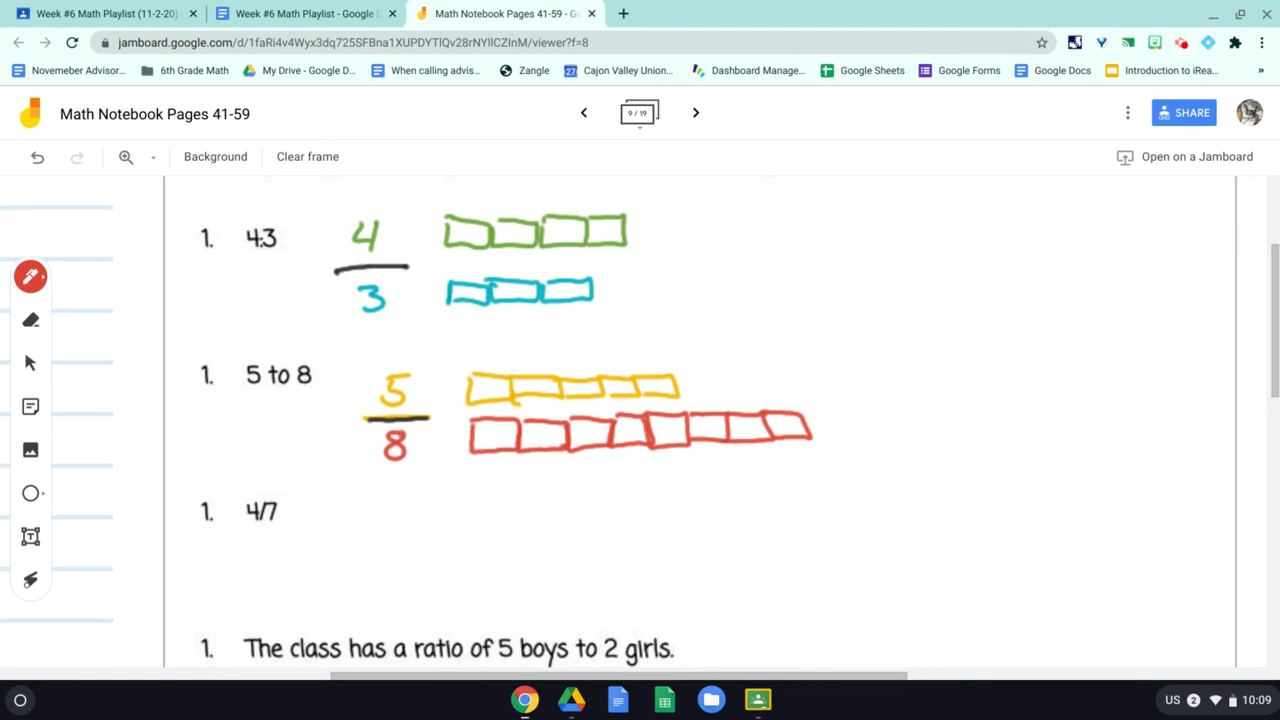 Week #6 Math Playlist (11-2-20)
Week #6 Math Playlist - Google D
Math Notebook Pages 41-59 - Go
jamboard.google.com/d/1faRi4v4Wyx3dq725SFBna1XUPDYTlQv28rNYllCZlnM/viewer?f=8
Novemeber Advisor...
6th Grade Math
My Drive - Google D...
When calling advis...
Zangle
Cajon Valley Union...
Dashboard Manage...
Google Sheets
Google Forms
Google Docs
Introduction to iRea...
»
Math Notebook Pages 41-59
9 / 19
SHARE
Background
Clear frame
Open on a Jamboard
1. 4:3
4
3
1. 5 to 8
5
8
1. 4/7
1. The class has a ratio of 5 boys to 2 girls.
US 2 10:09